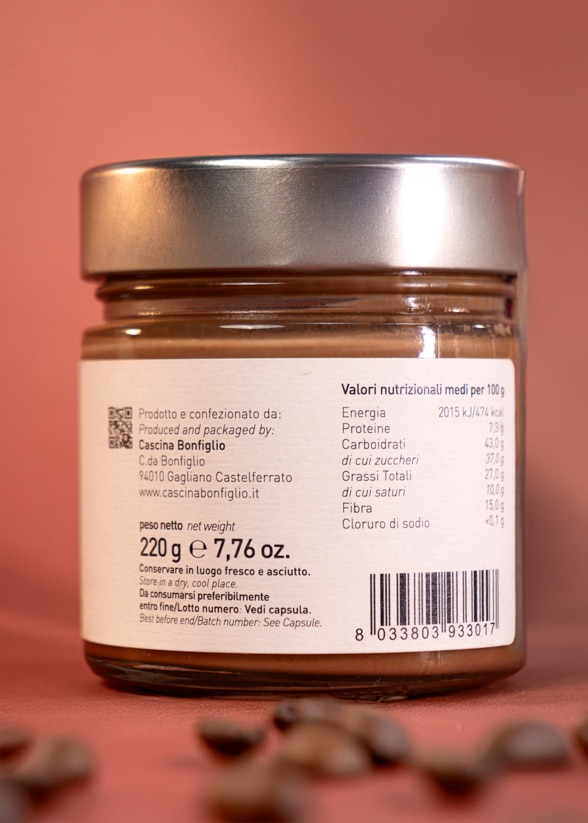 Prodotto e confezionato da:
Produced and packaged by:
Cascina Bonfiglio
C.da Bonfiglio
94010 Gagliano Castelferrato
www.cascinabonfiglio.it
peso netto net weight
220 g ℮ 7,76 oz.
Conservare in luogo fresco e asciutto.
Store in a dry, cool place.
Da consumarsi preferibilmente
entro fine/Lotto numero: Vedi capsula.
Best before end/Batch number: See Capsule.
Valori nutrizionali medi per 100 g
Energia 2015 kJ/474 kcal
Proteine 7,3 g
Carboidrati 43,0 g
di cui zuccheri 37,0 g
Grassi Totali 27,0 g
di cui saturi 10,0 g
Fibra 15,0 g
Cloruro di sodio <0,1 g
8 033803 933017